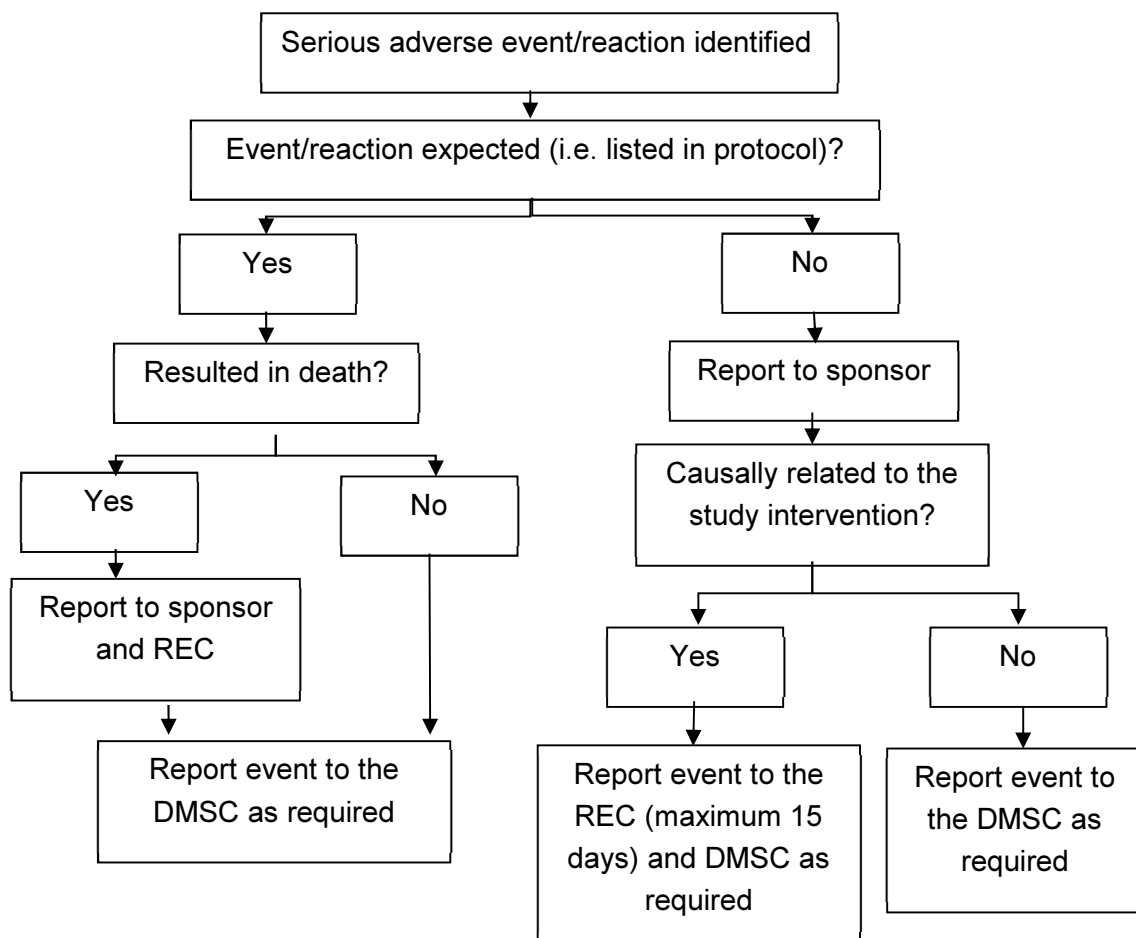 Serious adverse event/reaction identified
Event/reaction expected (i.e. listed in protocol)?
Yes
No
Resulted in death?
Report to sponsor
Yes
No
Causally related to the
study intervention?
Report to sponsor
and REC
Yes
No
Report event to the
DMSC as required
Report event to the
REC (maximum 15
days) and DMSC as
required
Report event to
the DMSC as
required